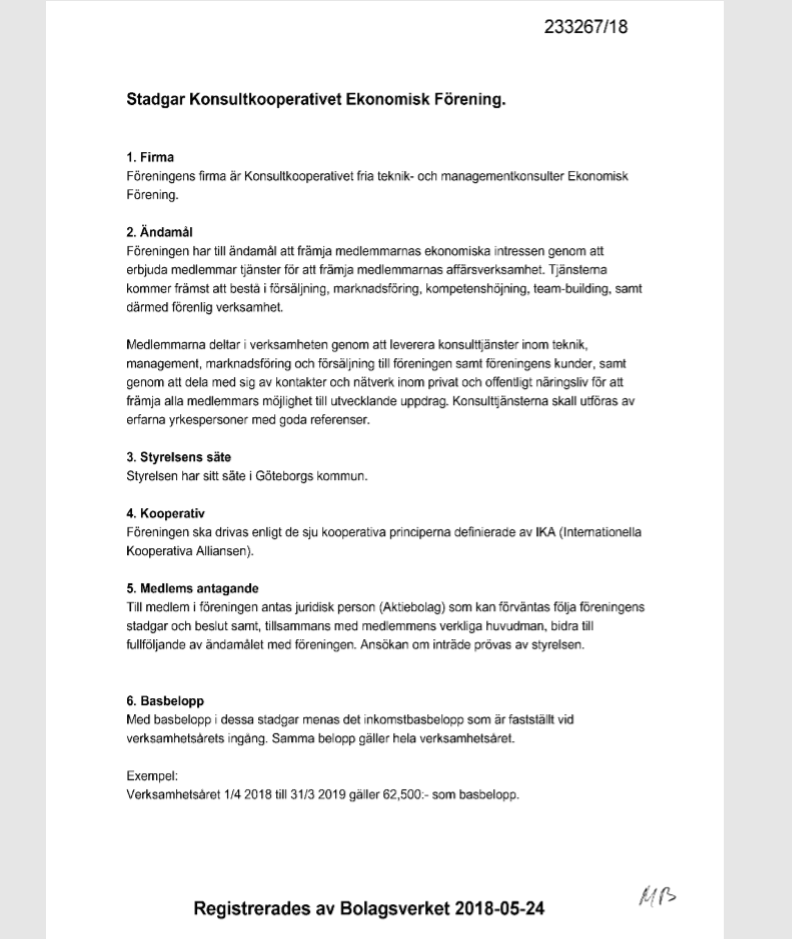 233267/18
Stadgar Konsultkooperativet Ekonomisk Förening.
1. Firma
Föreningens firma är Konsultkooperativet fria teknik- och managementkonsulter Ekonomisk
Förening.
2. Ändamål
Föreningen har till ändamål att främja medlemmarnas ekonomiska intressen genom att
erbjuda medlemmar tjänster för att främja medlemmarnas affärsverksamhet. Tjänsterna
kommer främst att bestå i försäljning, marknadsföring, kompetenshöjning, team-building, samt
därmed förenlig verksamhet.
Medlemmarna deltar i verksamheten genom att leverera konsulttjänster inom teknik,
management, marknadsföring och försäljning till föreningen samt föreningens kunder, samt
genom att dela med sig av kontakter och nätverk inom privat och offentligt näringsliv för att
främja alla medlemmars möjlighet till utvecklande uppdrag. Konsulttjänsterna skall utföras av
erfarna yrkespersoner med goda referenser.
3. Styrelsens säte
Styrelsen har sitt säte i Göteborgs kommun.
4. Kooperativ
Föreningen ska drivas enligt de sju kooperativa principerna definierade av IKA (Internationella
Kooperativa Alliansen).
5. Medlems antagande
Till medlem i föreningen antas juridisk person (Aktiebolag) som kan förväntas följa föreningens
stadgar och beslut samt, tillsammans med medlemmens verkliga huvudman, bidra till
fullföljande av ändamålet med föreningen. Ansökan om inträde prövas av styrelsen.
6. Basbelopp
Med basbelopp i dessa stadgar menas det inkomstbasbelopp som är fastställt vid
verksamhetsårets ingång. Samma belopp gäller hela verksamhetsåret.
Exempel:
Verksamhetsåret 1/4 2018 till 31/3 2019 gäller 62,500:- som basbelopp.
MB
Registrerades av Bolagsverket 2018-05-24